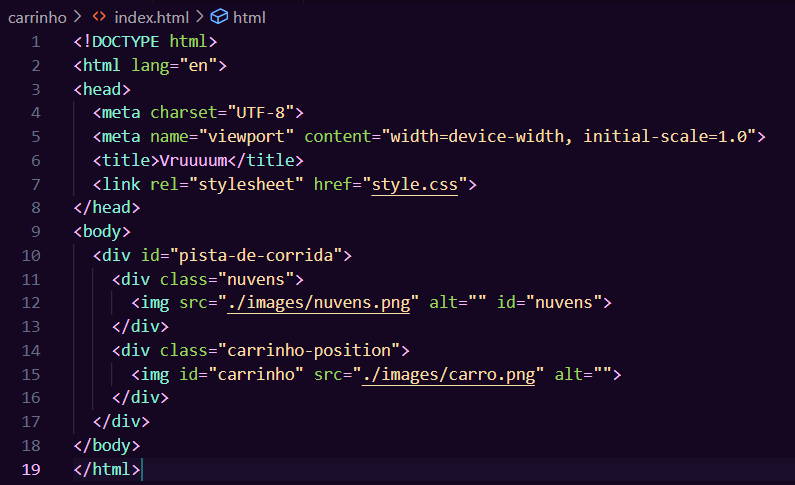 carrinho > <> index.html > html
1 <!DOCTYPE html>
2 <html lang="en">
3 <head>
4 <meta charset="UTF-8">
5 <meta name="viewport" content="width=device-width, initial-scale=1.0">
6 <title>Vruuuum</title>
7 <link rel="stylesheet" href="style.css">
8 </head>
9 <body>
10 <div id="pista-de-corrida">
11 <div class="nuvens">
12 <img src="./images/nuvens.png" alt="" id="nuvens">
13 </div>
14 <div class="carrinho-position">
15 <img id="carrinho" src="./images/carro.png" alt="">
16 </div>
17 </div>
18 </body>
19 </html>